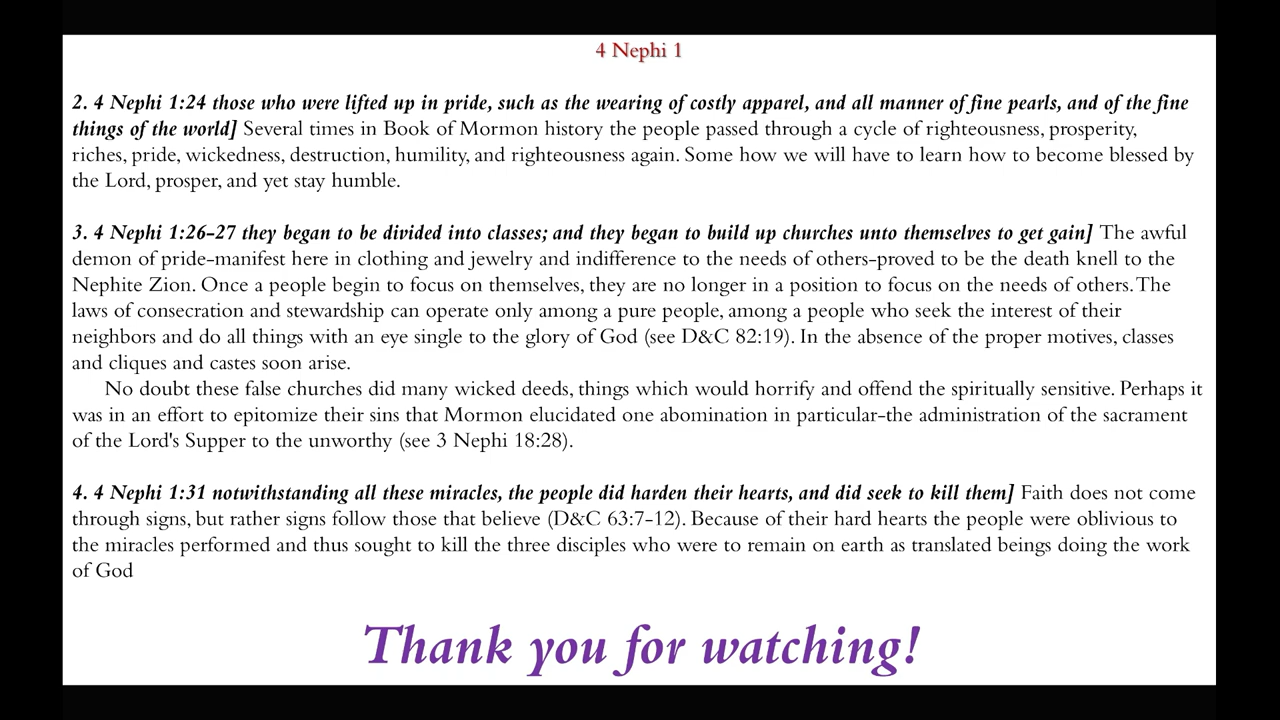 4 Nephi 1
2. 4 Nephi 1:24 those who were lifted up in pride, such as the wearing of costly apparel, and all manner of fine pearls, and of the fine
things of the world] Several times in Book of Mormon history the people passed through a cycle of righteousness, prosperity,
riches, pride, wickedness, destruction, humility, and righteousness again. Some how we will have to learn how to become blessed by
the Lord, prosper, and yet stay humble.
3. 4 Nephi 1:26-27 they began to be divided into classes; and they began to build up churches unto themselves to get gain] The awful
demon of pride-manifest here in clothing and jewelry and indifference to the needs of others-proved to be the death knell to the
Nephite Zion. Once a people begin to focus on themselves, they are no longer in a position to focus on the needs of others. The
laws of consecration and stewardship can operate only among a pure people, among a people who seek the interest of their
neighbors and do all things with an eye single to the glory of God (see D&C 82:19). In the absence of the proper motives, classes
and cliques and castes soon arise.
No doubt these false churches did many wicked deeds, things which would horrify and offend the spiritually sensitive. Perhaps it
was in an effort to epitomize their sins that Mormon elucidated one abomination in particular-the administration of the sacrament
of the Lord's Supper to the unworthy (see 3 Nephi 18:28).
4. 4 Nephi 1:31 notwithstanding all these miracles, the people did harden their hearts, and did seek to kill them] Faith does not come
through signs, but rather signs follow those that believe (D&C 63:7-12). Because of their hard hearts the people were oblivious to
the miracles performed and thus sought to kill the three disciples who were to remain on earth as translated beings doing the work
of God
Thank you for watching!